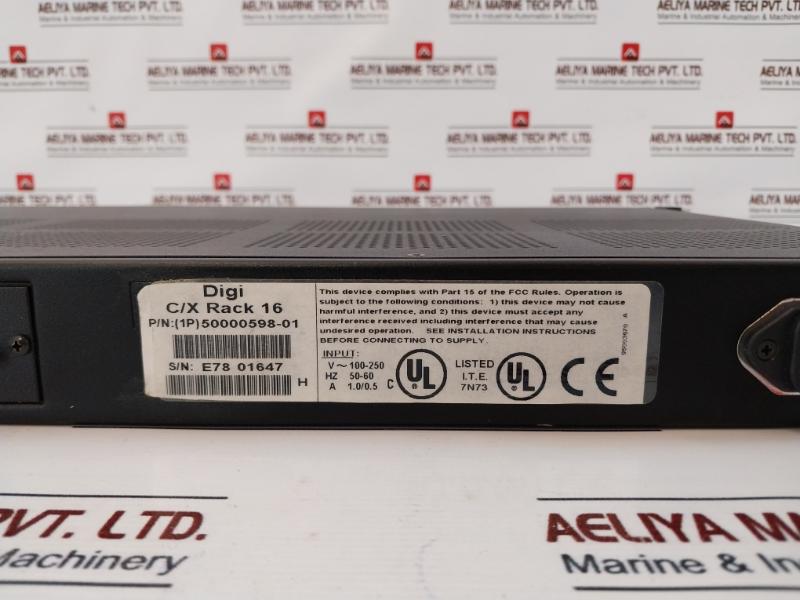 AELIYA MARINE TECH PVT. LTD.
Marine & Industrial Automation & Machinery
Digi
C/X Rack 16
P/N:(1P)50000598-01
S/N: E78 01647
H
This device complies with Part 15 of the FCC Rules. Operation is
subject to the following conditions: 1) this device may not cause
harmful interference, and 2) this device must accept any
interference received including interference that may cause
undesired operation. SEE INSTALLATION INSTRUCTIONS
BEFORE CONNECTING TO SUPPLY.
INPUT:
V ~ 100-250
HZ 50-60
A 1.0/0.5
C UL
LISTED
I.T.E.
7N73
UL
CE
PVT. LTD.
Machinery
AELIYA MA
Marine & In